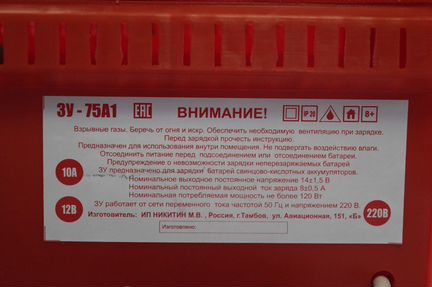 ЗУ - 75А1 EAC ВНИМАНИЕ! IP 20 8+
Взрывные газы. Беречь от огня и искр. Обеспечить необходимую вентиляцию при зарядке.
Перед зарядкой прочесть инструкцию.
Предназначен для использования внутри помещения. Не подвергать воздействию влаги.
Отсоединить питание перед подсоединением или отсоединением батареи.
Предупреждение о невозможности зарядки неперезаряжаемых батарей
ЗУ предназначено для зарядки батарей свинцово-кислотных аккумуляторов.
10А
Номинальное выходное постоянное напряжение 14±1,5 В
Номинальный постоянный выходной ток заряда 8±0,5 А
Номинальная потребляемая мощность не более 120 Вт
12В
ЗУ работает от сети переменного тока частотой 50 Гц и напряжением 220 В.
220В
Изготовитель: ИП НИКИТИН М.В. , Россия, г.Тамбов, ул. Авиационная, 151, «Б»
Изготовлено: